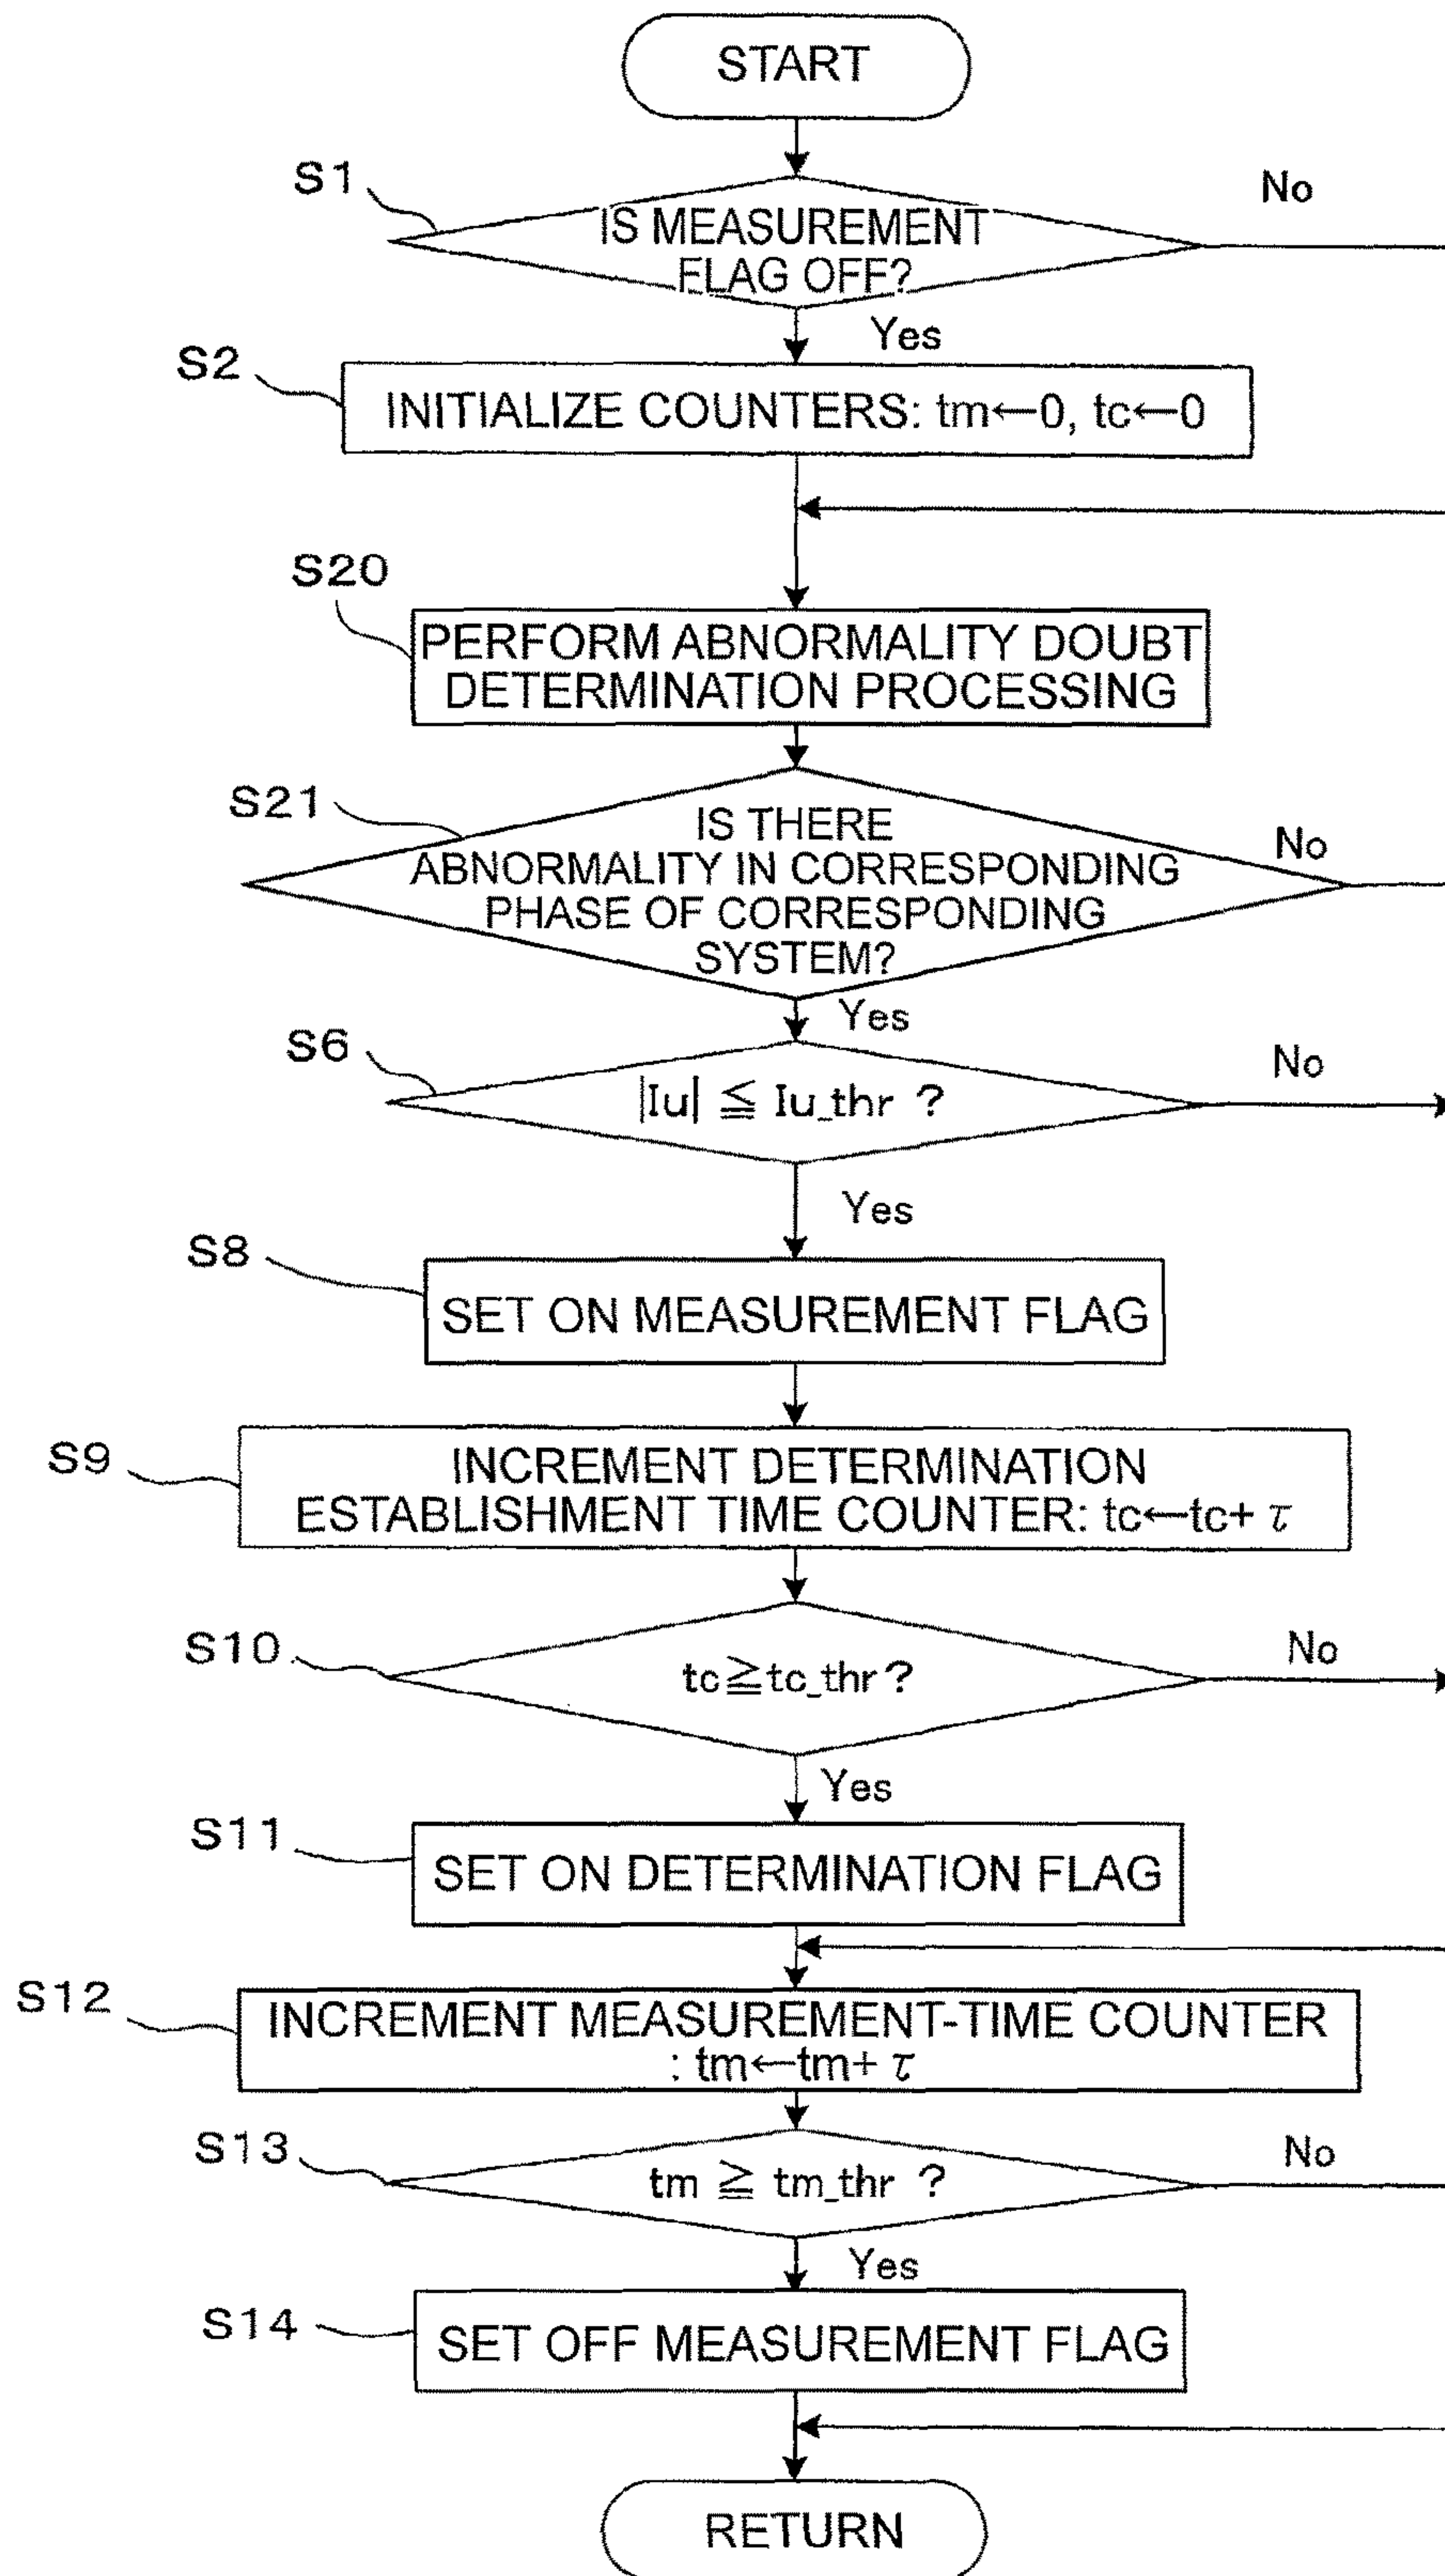 START
S1
No
IS MEASUREMENT
FLAG OFF?
Yes
S2
INITIALIZE COUNTERS: tm←0, tc←0
S20
PERFORM ABNORMALITY DOUBT
DETERMINATION PROCESSING
S21
IS THERE
ABNORMALITY IN CORRESPONDING
PHASE OF CORRESPONDING
SYSTEM?
No
Yes
S6
|Iu| ≦ Iu_thr ?
No
Yes
S8
SET ON MEASUREMENT FLAG
S9
INCREMENT DETERMINATION
ESTABLISHMENT TIME COUNTER: tc←tc+ τ
S10
tc≧tc_thr?
No
Yes
S11
SET ON DETERMINATION FLAG
S12
INCREMENT MEASUREMENT-TIME COUNTER
: tm←tm+ τ
S13
tm ≧ tm_thr ?
No
Yes
S14
SET OFF MEASUREMENT FLAG
RETURN